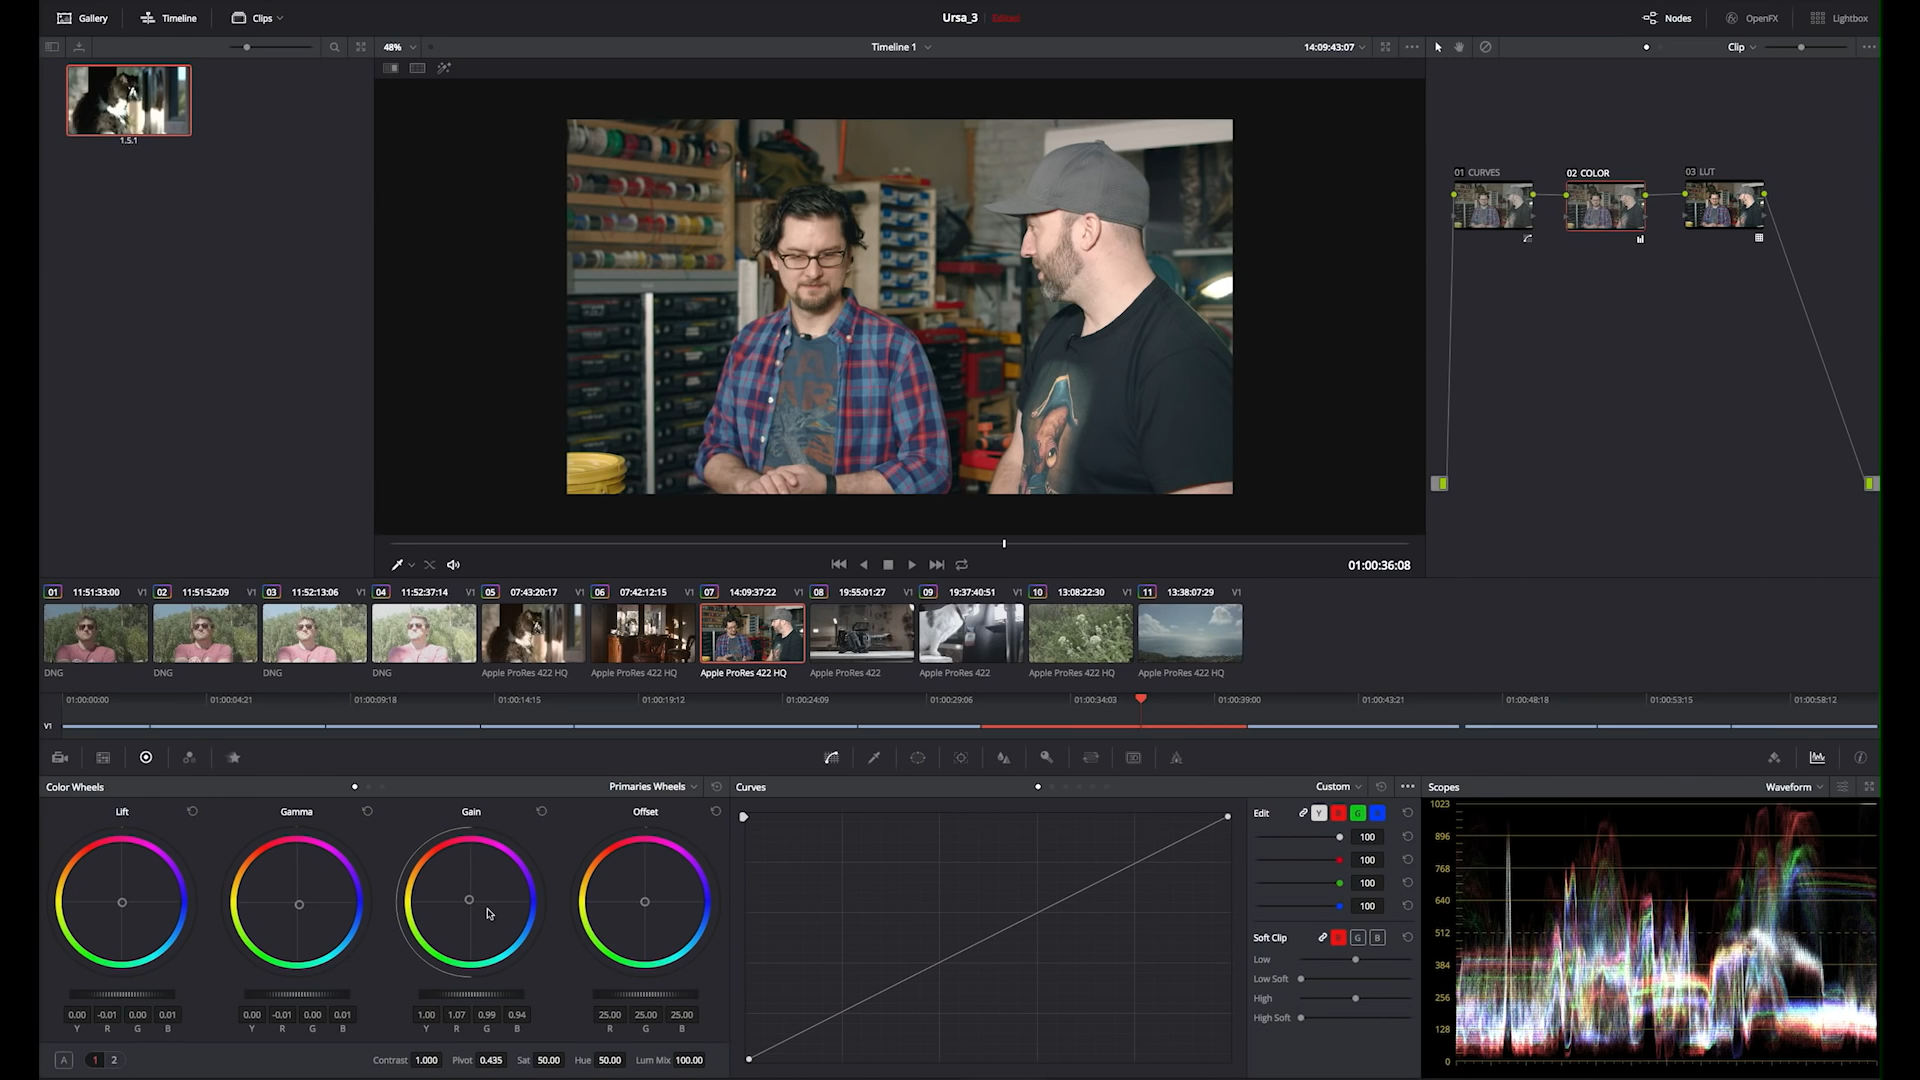 Gallery Timeline Clips Ursa_3 Edited Nodes OpenFX Lightbox
48% Timeline 1 14:09:43:07 Clip
1.5.1
01 CURVES 02 COLOR 03 LUT
01:00:36:08
01 11:51:33:00 V1 02 11:51:52:09 V1 03 11:52:13:06 V1 04 11:52:37:14 V1 05 07:43:20:17 V1 06 07:42:12:15 V1 07 14:09:37:22 V1 08 19:55:01:27 V1 09 19:37:40:51 V1 10 13:08:22:30 V1 11 13:38:07:29 V1
DNG DNG DNG DNG Apple ProRes 422 HQ Apple ProRes 422 HQ Apple ProRes 422 HQ Apple ProRes 422 Apple ProRes 422 Apple ProRes 422 HQ Apple ProRes 422 HQ
01:00:00:00 01:00:04:21 01:00:09:18 01:00:14:15 01:00:19:12 01:00:24:09 01:00:29:06 01:00:34:03 01:00:39:00 01:00:43:21 01:00:48:18 01:00:53:15 01:00:58:12
V1
Color Wheels Primaries Wheels Curves Custom Scopes Waveform
Lift Gamma Gain Offset
Edit Y R G
100
100
100
100
Soft Clip R G B
Low
Low Soft
High
High Soft
1023
896
768
640
512
384
256
128
0
0.00 -0.01 0.00 0.01 0.00 -0.01 0.00 0.01 1.00 1.07 0.99 0.94 25.00 25.00 25.00
Y R G B Y R G B Y R G B R G B
A 1 2 Contrast 1.000 Pivot 0.435 Sat 50.00 Hue 50.00 Lum Mix 100.00